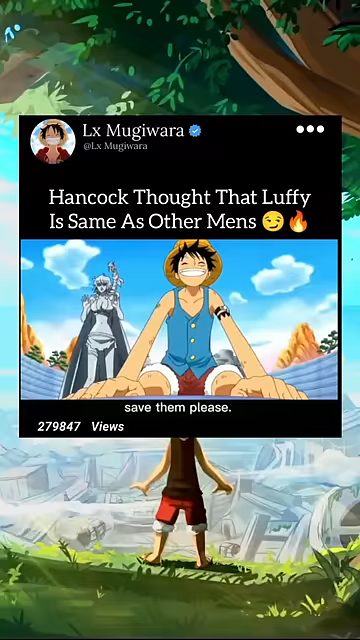 Lx Mugiwara
@Lx Mugiwara
Hancock Thought That Luffy
Is Same As Other Mens 😏🔥
save them please.
279847 Views